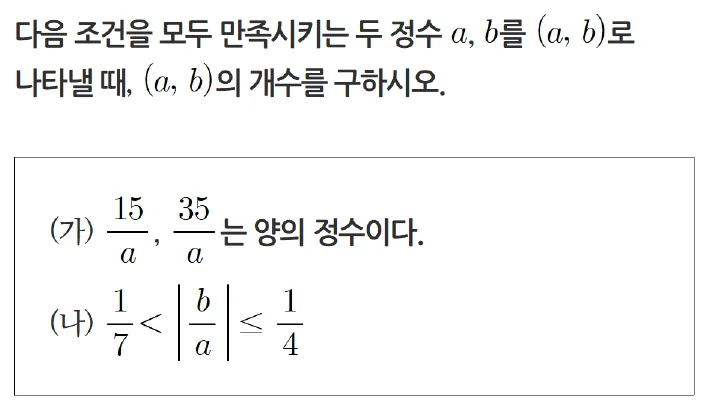 다음 조건을 모두 만족시키는 두 정수 a, b를 (a, b)로
나타낼 때, (a, b)의 개수를 구하시오.
(가) 15/a, 35/a 는 양의 정수이다.
(나) 1/7 < |b/a| ≤ 1/4